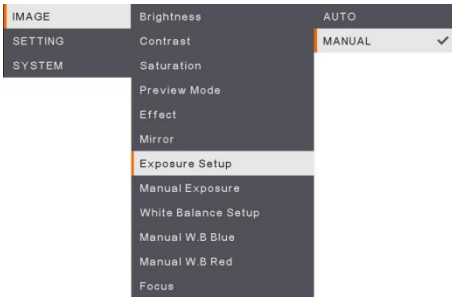 IMAGE
SETTING
SYSTEM
Brightness
Contrast
Saturation
Preview Mode
Effect
Mirror
Exposure Setup
Manual Exposure
White Balance Setup
Manual W.B Blue
Manual W.B Red
Focus
AUTO
MANUAL ✓